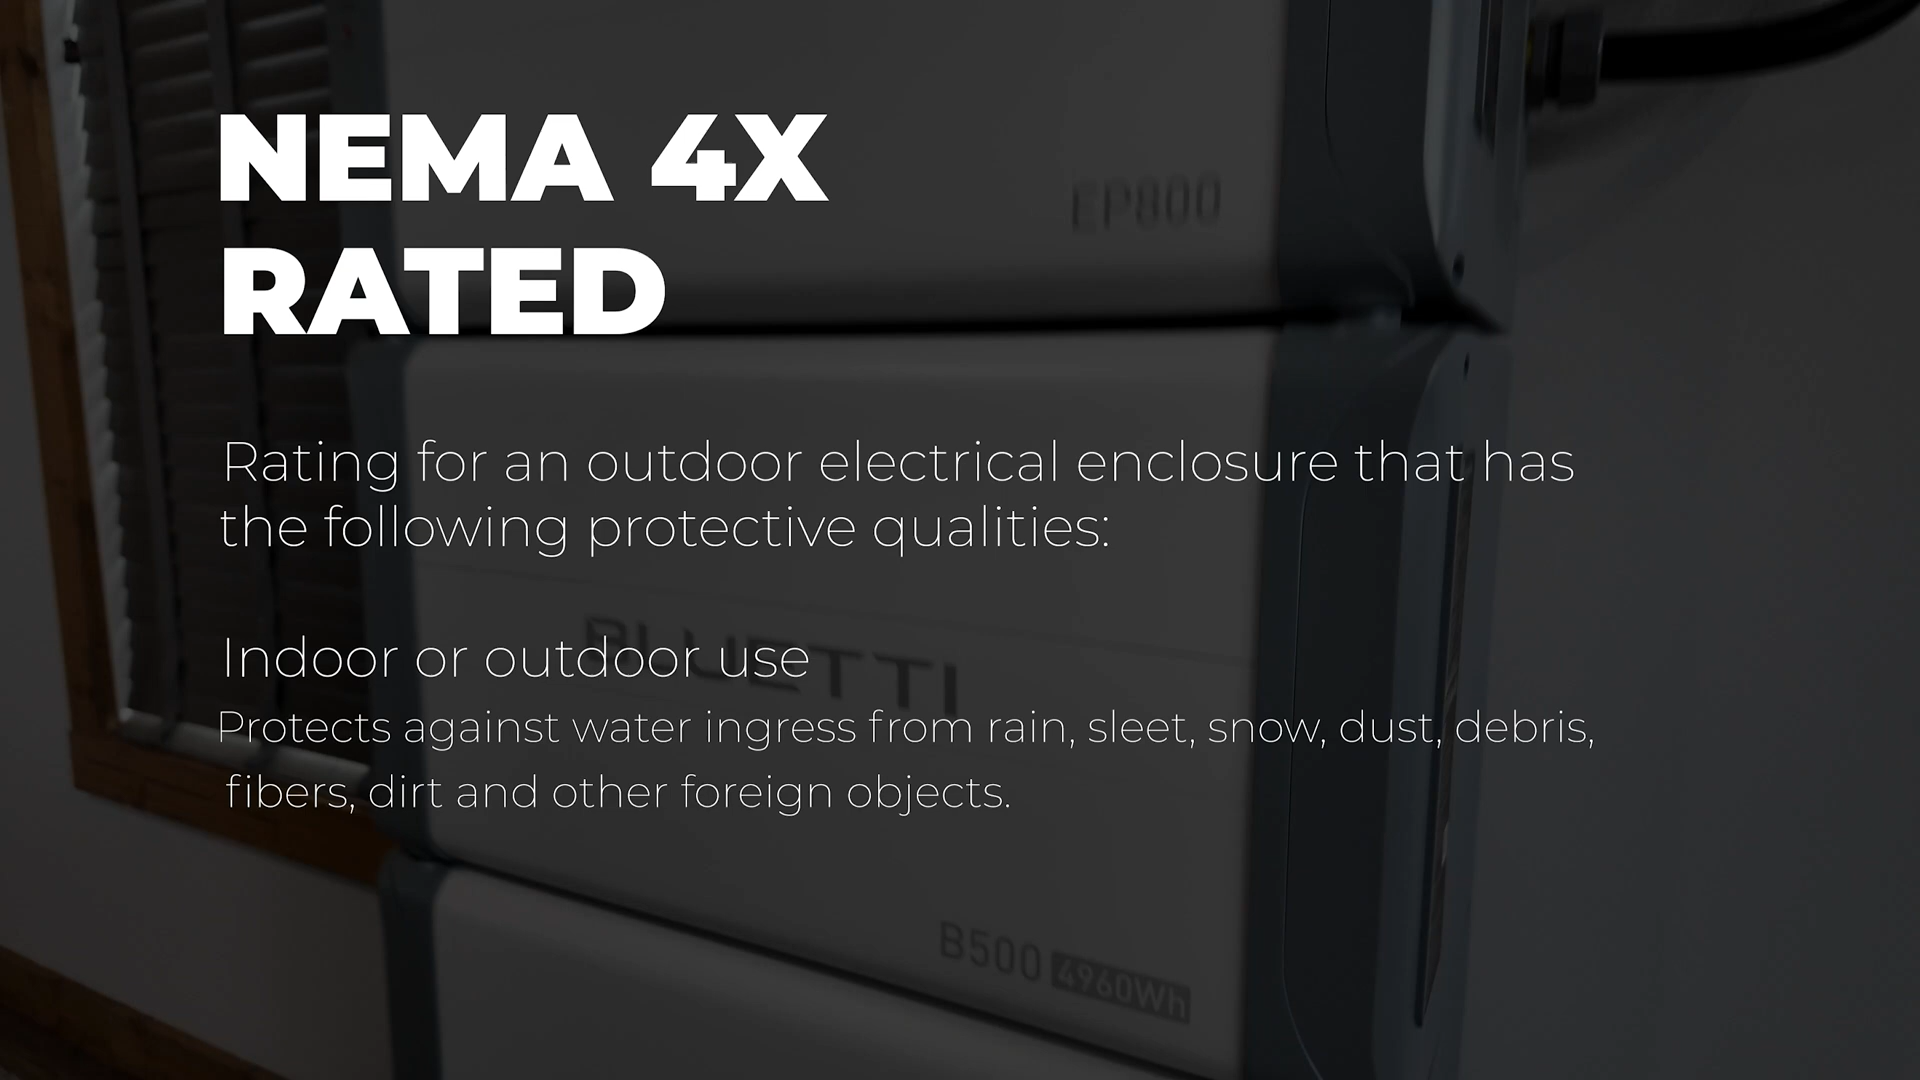 NEMA 4X
RATED
EP800
Rating for an outdoor electrical enclosure that has
the following protective qualities:
BLUETTI
Indoor or outdoor use
Protects against water ingress from rain, sleet, snow, dust, debris,
fibers, dirt and other foreign objects.
B500 4960Wh